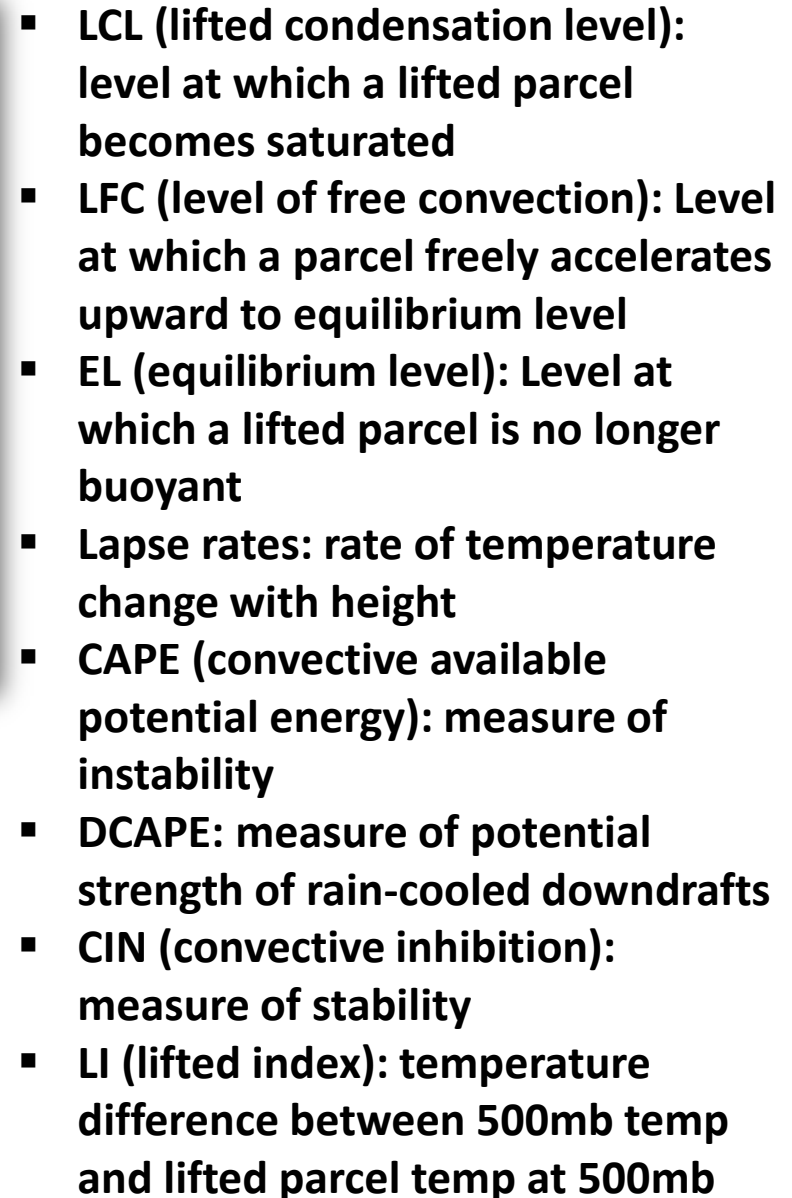 ▪ LCL (lifted condensation level):
level at which a lifted parcel
becomes saturated
▪ LFC (level of free convection): Level
at which a parcel freely accelerates
upward to equilibrium level
▪ EL (equilibrium level): Level at
which a lifted parcel is no longer
buoyant
▪ Lapse rates: rate of temperature
change with height
▪ CAPE (convective available
potential energy): measure of
instability
▪ DCAPE: measure of potential
strength of rain-cooled downdrafts
▪ CIN (convective inhibition):
measure of stability
▪ LI (lifted index): temperature
difference between 500mb temp
and lifted parcel temp at 500mb